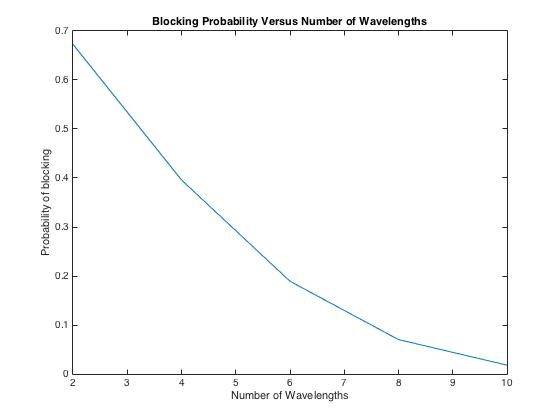 Blocking Probability Versus Number of Wavelengths
0.7
0.6
0.5
0.4
0.3
0.2
0.1
0
Probability of blocking
2 3 4 5 6 7 8 9 10
Number of Wavelengths